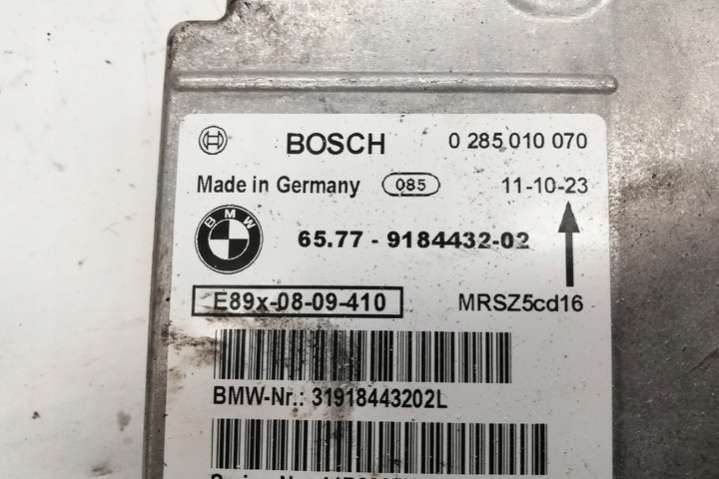 BOSCH 0 285 010 070
Made in Germany 085 11-10-23
BMW
65.77 - 9184432-02
E89x-08-09-410 MRSZ5cd16
BMW-Nr.: 31918443202L